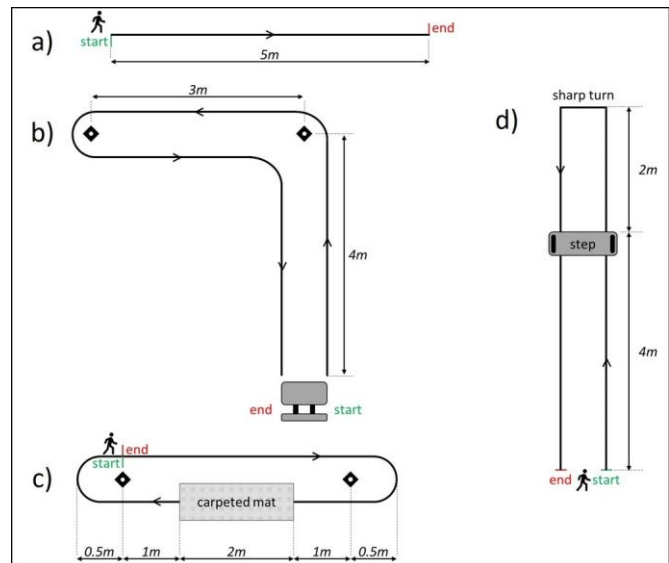 a)
start
end
5m
b)
3m
4m
end
start
c)
end
start
carpeted mat
0.5m
1m
2m
1m
0.5m
d)
sharp turn
2m
step
4m
end
start